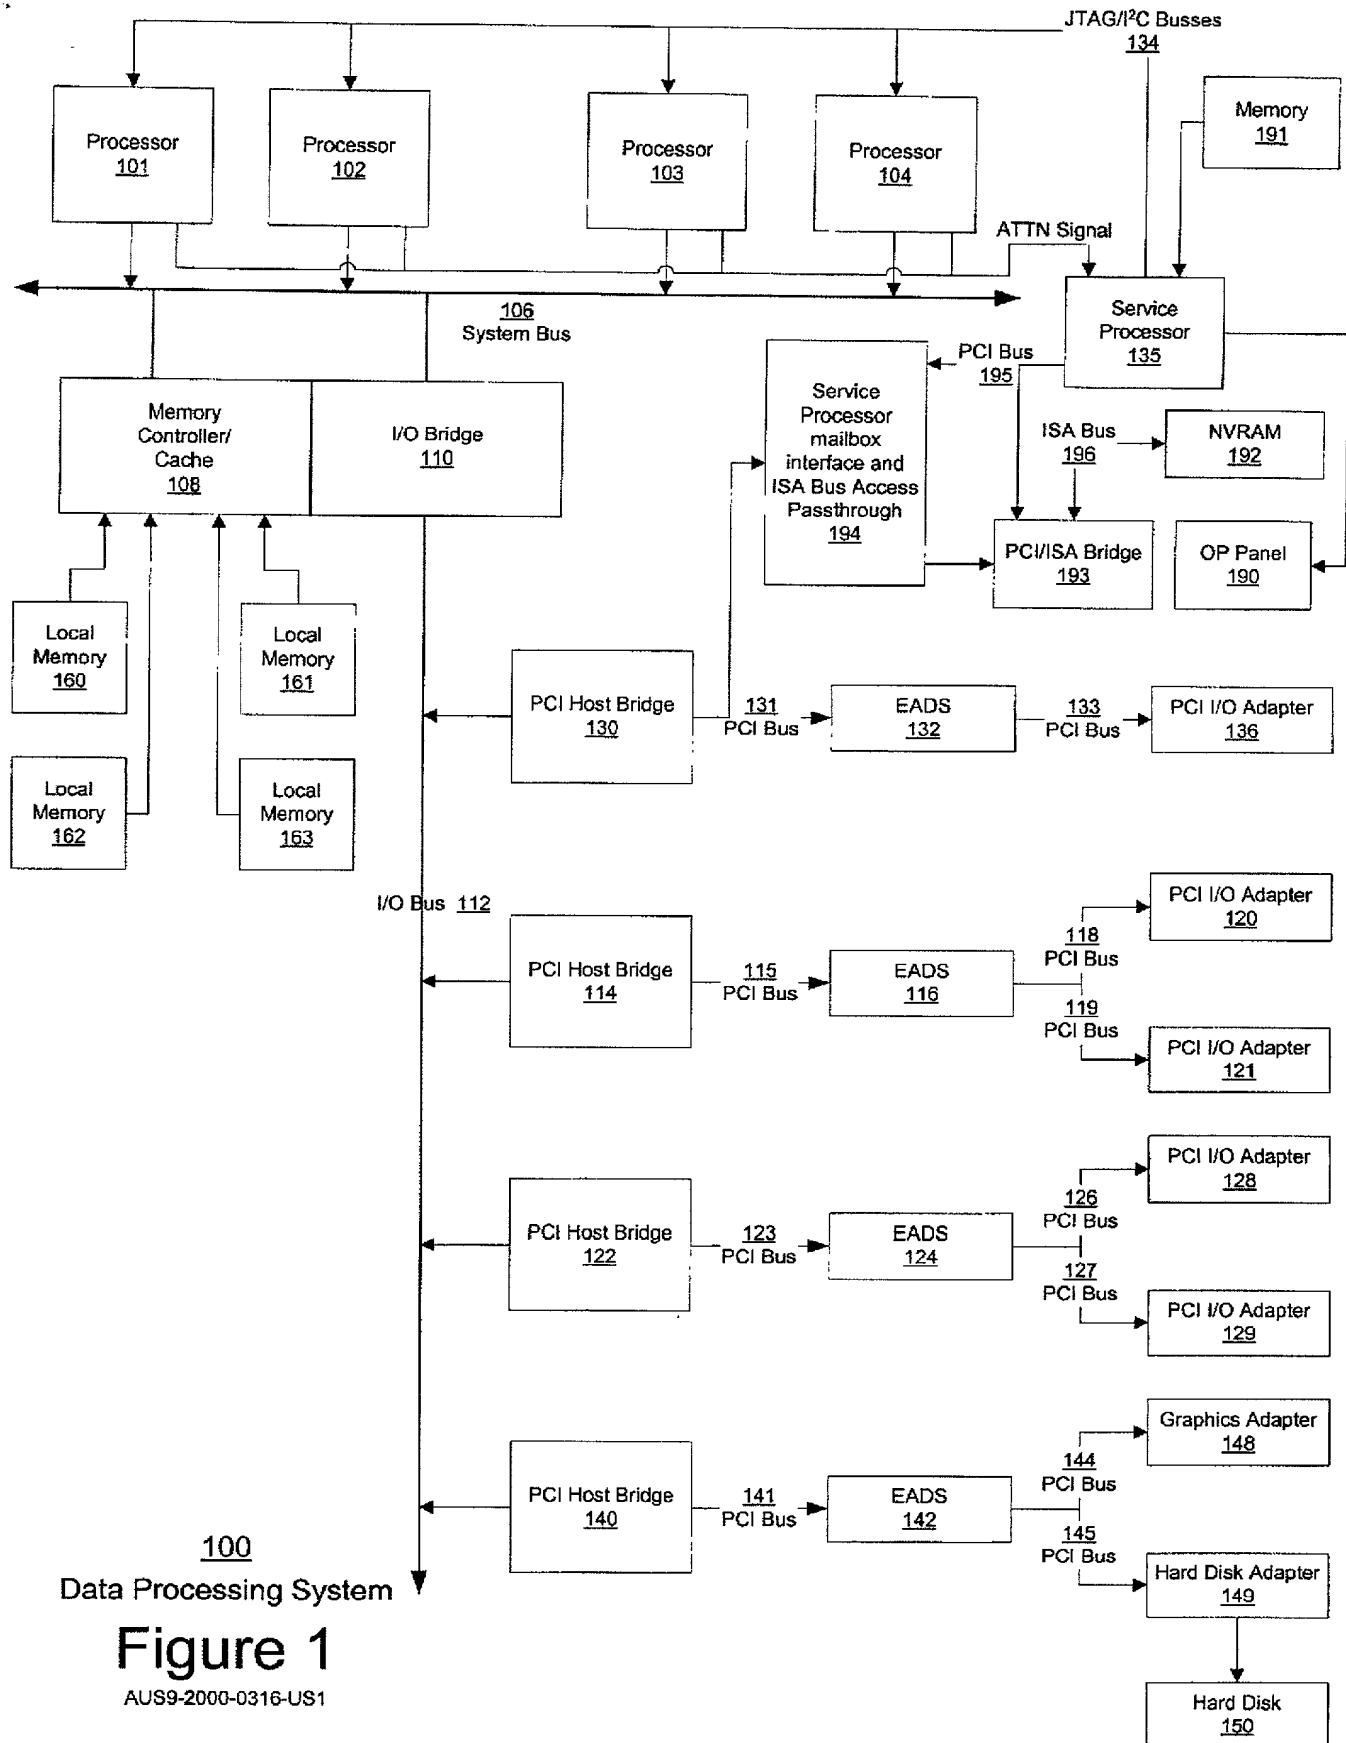 JTAG/I²C Busses
134
Processor
101
Processor
102
Processor
103
Processor
104
Memory
191
ATTN Signal
106
System Bus
Service
Processor
135
PCI Bus
195
Memory
Controller/
Cache
108
I/O Bridge
110
Service
Processor
mailbox
interface and
ISA Bus Access
Passthrough
194
ISA Bus
196
NVRAM
192
PCI/ISA Bridge
193
OP Panel
190
Local
Memory
160
Local
Memory
161
Local
Memory
162
Local
Memory
163
PCI Host Bridge
130
131
PCI Bus
EADS
132
133
PCI Bus
PCI I/O Adapter
136
I/O Bus 112
PCI Host Bridge
114
115
PCI Bus
EADS
116
118
PCI Bus
119
PCI Bus
PCI I/O Adapter
120
PCI I/O Adapter
121
PCI Host Bridge
122
123
PCI Bus
EADS
124
126
PCI Bus
127
PCI Bus
PCI I/O Adapter
128
PCI I/O Adapter
129
PCI Host Bridge
140
141
PCI Bus
EADS
142
144
PCI Bus
145
PCI Bus
Graphics Adapter
148
Hard Disk Adapter
149
Hard Disk
150
100
Data Processing System
Figure 1
AUS9-2000-0316-US1